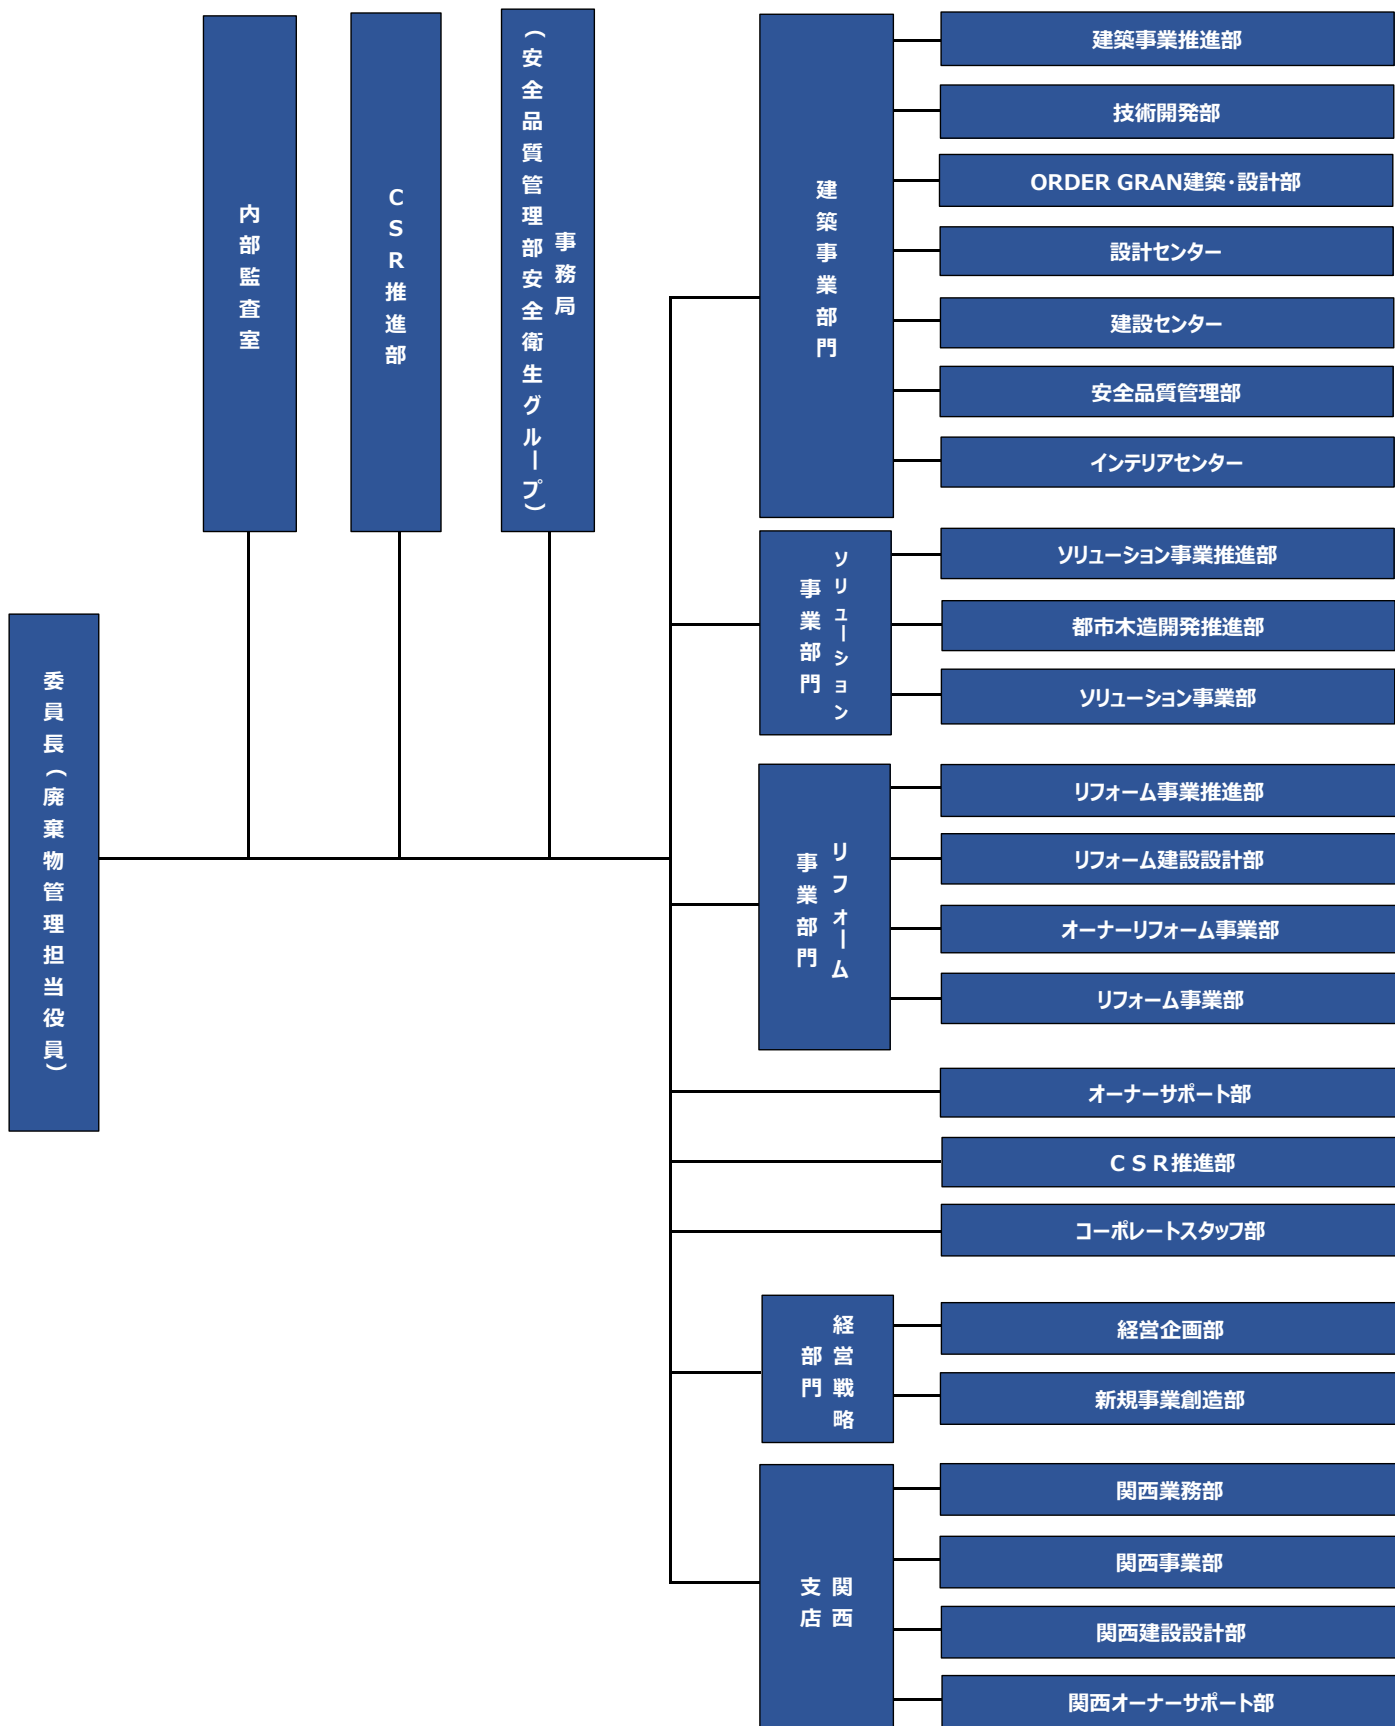 委員長（廃棄物管理担当役員）
内部監査室
CSR推進部
事務局
（安全品質管理部安全衛生グループ）
建築事業部門
建築事業推進部
技術開発部
ORDER GRAN建築・設計部
設計センター
建設センター
安全品質管理部
インテリアセンター
ソリューション
事業部門
ソリューション事業推進部
都市木造開発推進部
ソリューション事業部
リフォーム
事業部門
リフォーム事業推進部
リフォーム建設設計部
オーナーリフォーム事業部
リフォーム事業部
オーナーサポート部
ＣＳＲ推進部
コーポレートスタッフ部
経営戦略
部門
経営企画部
新規事業創造部
関西
支店
関西業務部
関西事業部
関西建設設計部
関西オーナーサポート部